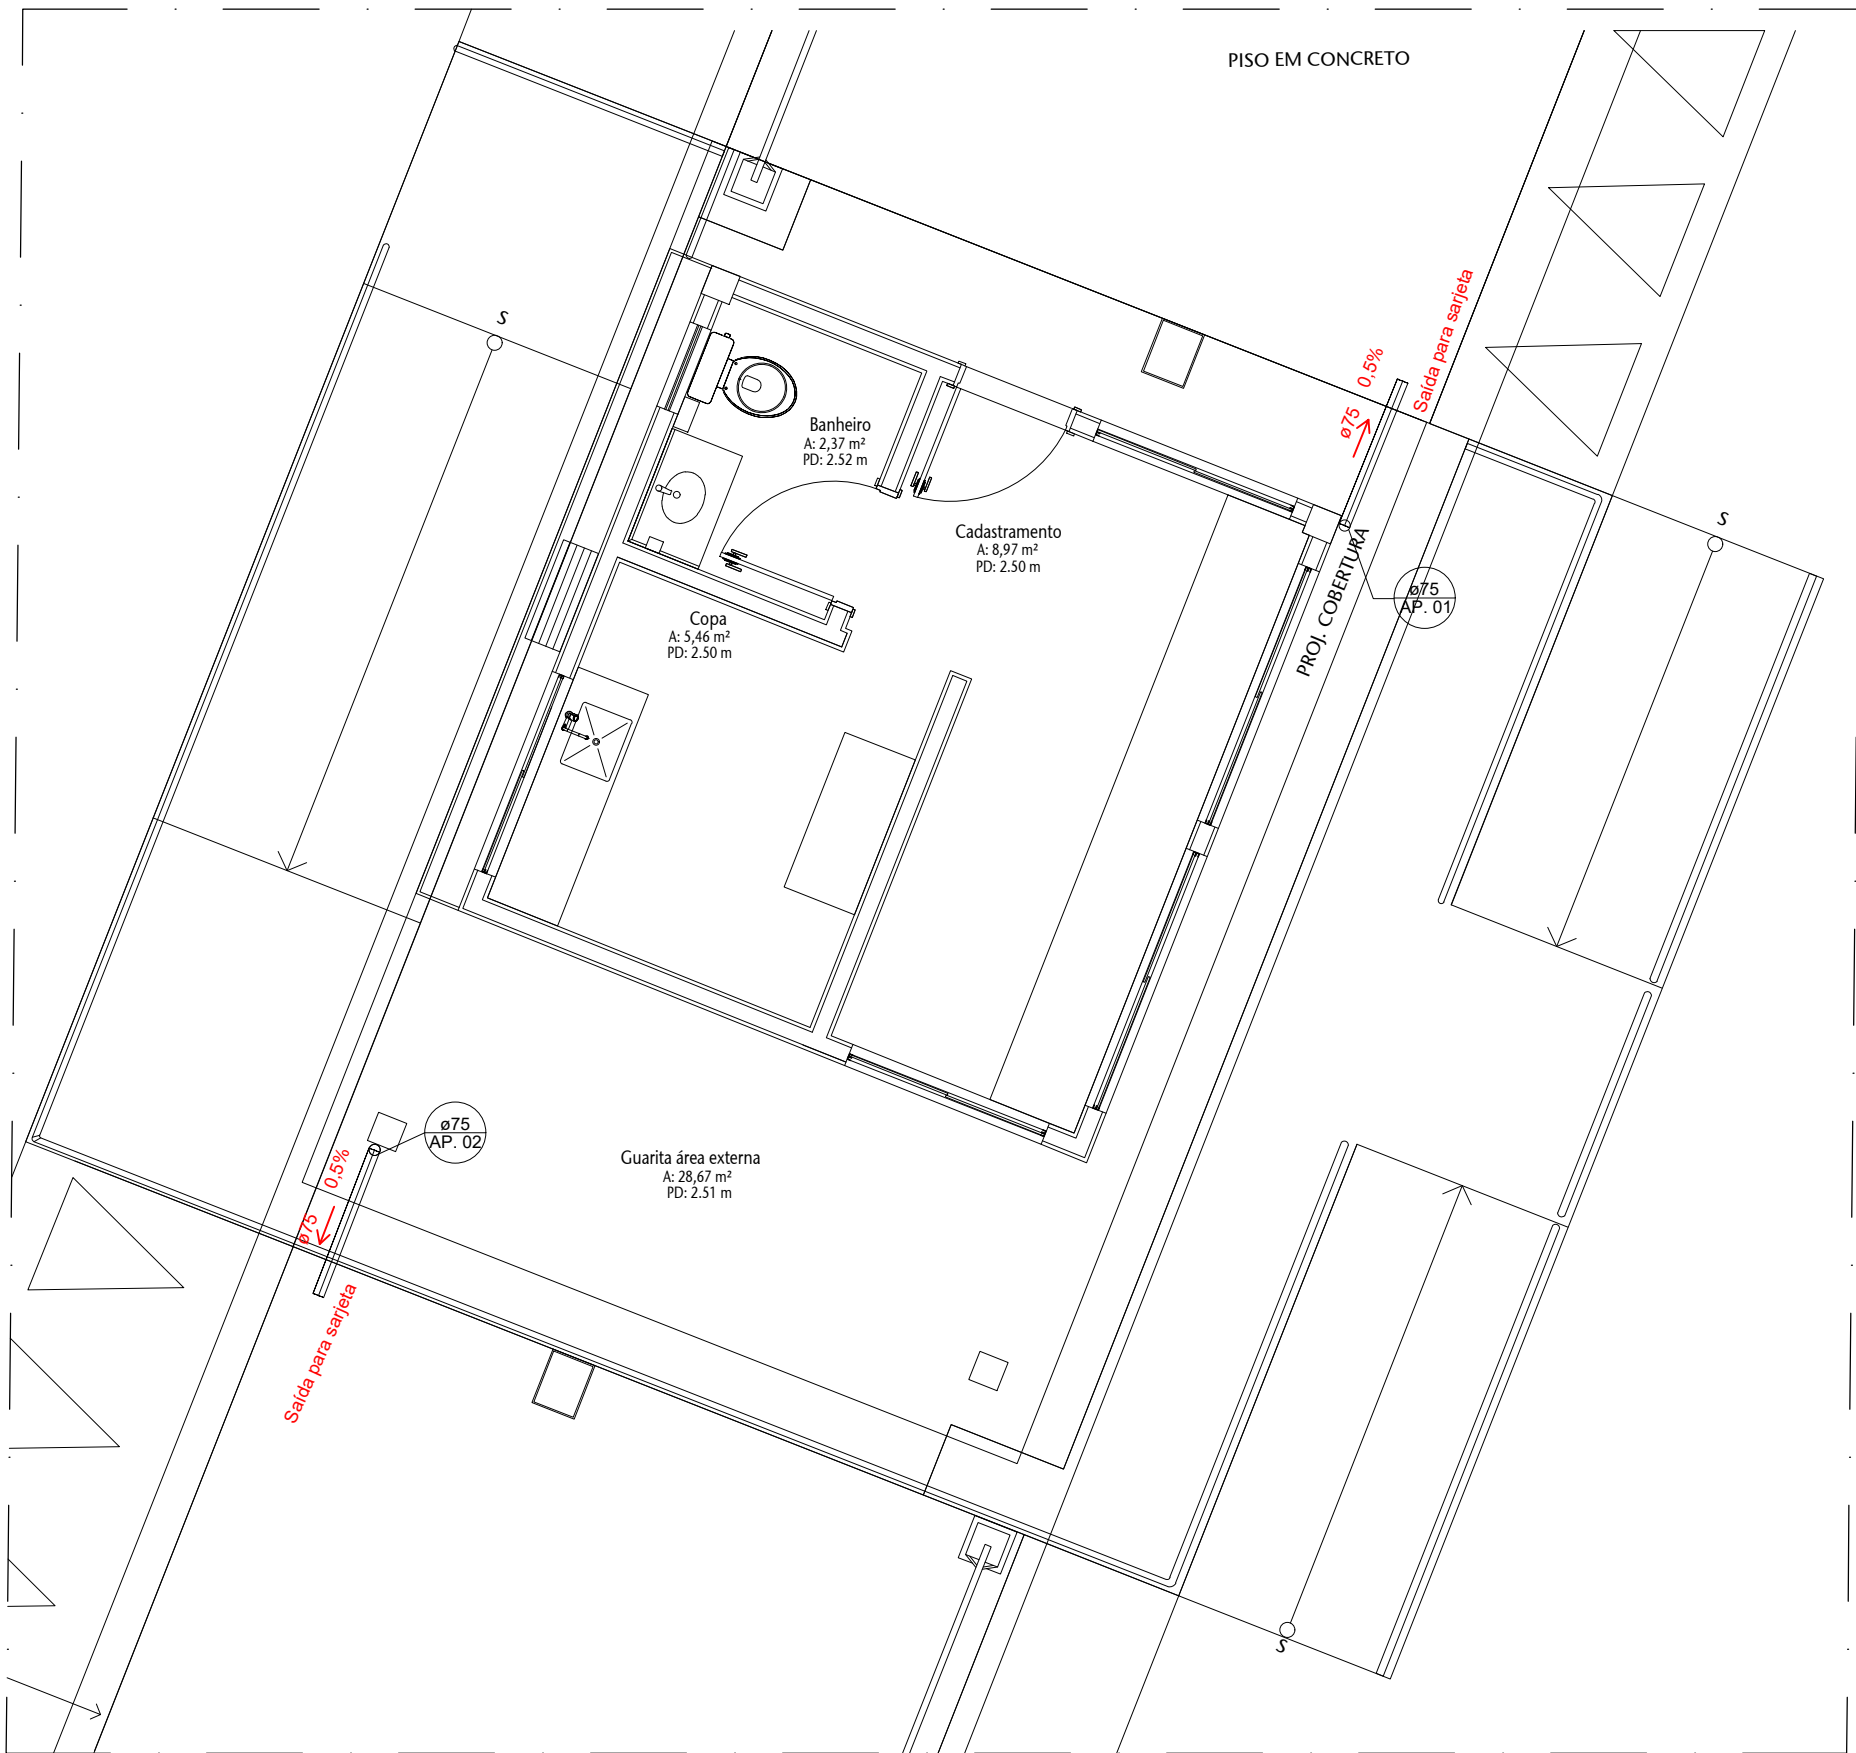 PISO EM CONCRETO
S
Saída para sarjeta
0,5%
ø75
Banheiro
A: 2,37 m²
PD: 2.52 m
Cadastramento
A: 8,97 m²
PD: 2.50 m
S
PROJ. COBERTURA
ø75
AP. 01
Copa
A: 5,46 m²
PD: 2.50 m
ø75
AP. 02
0,5%
ø75
Saída para sarjeta
Guarita área externa
A: 28,67 m²
PD: 2.51 m
S